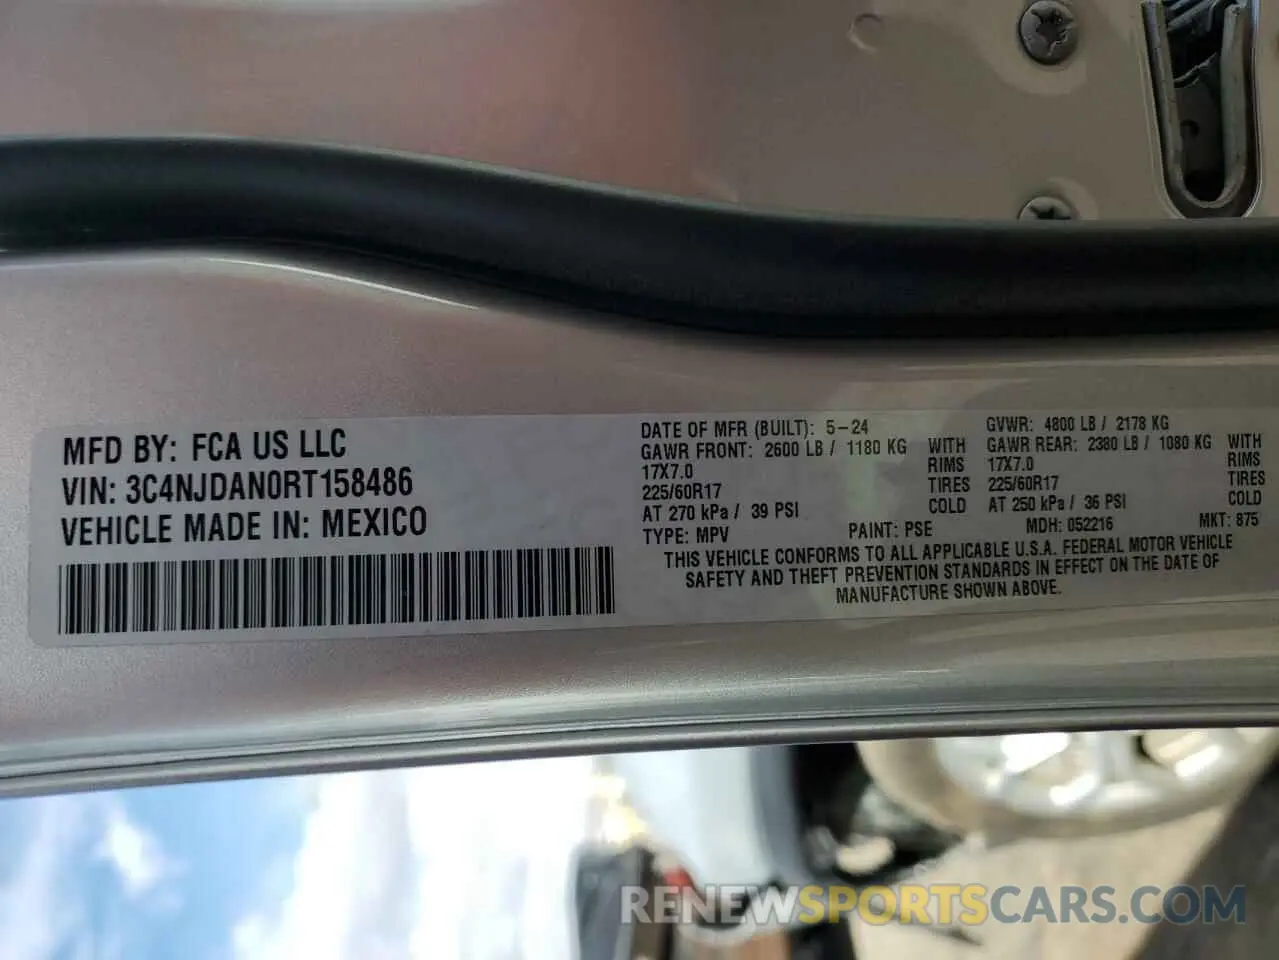 MFD BY: FCA US LLC
VIN: 3C4NJDAN0RT158486
VEHICLE MADE IN: MEXICO
DATE OF MFR (BUILT): 5-24
GAWR FRONT: 2600 LB / 1180 KG WITH
17X7.0 RIMS
225/60R17 TIRES
AT 270 kPa / 39 PSI COLD
GVWR: 4800 LB / 2178 KG
GAWR REAR: 2380 LB / 1080 KG WITH
17X7.0 RIMS
225/60R17 TIRES
AT 250 kPa / 36 PSI COLD
TYPE: MPV PAINT: PSE MDH: 052216 MKT: 875
THIS VEHICLE CONFORMS TO ALL APPLICABLE U.S.A. FEDERAL MOTOR VEHICLE
SAFETY AND THEFT PREVENTION STANDARDS IN EFFECT ON THE DATE OF
MANUFACTURE SHOWN ABOVE.
RENEWSPORTSCARS.COM